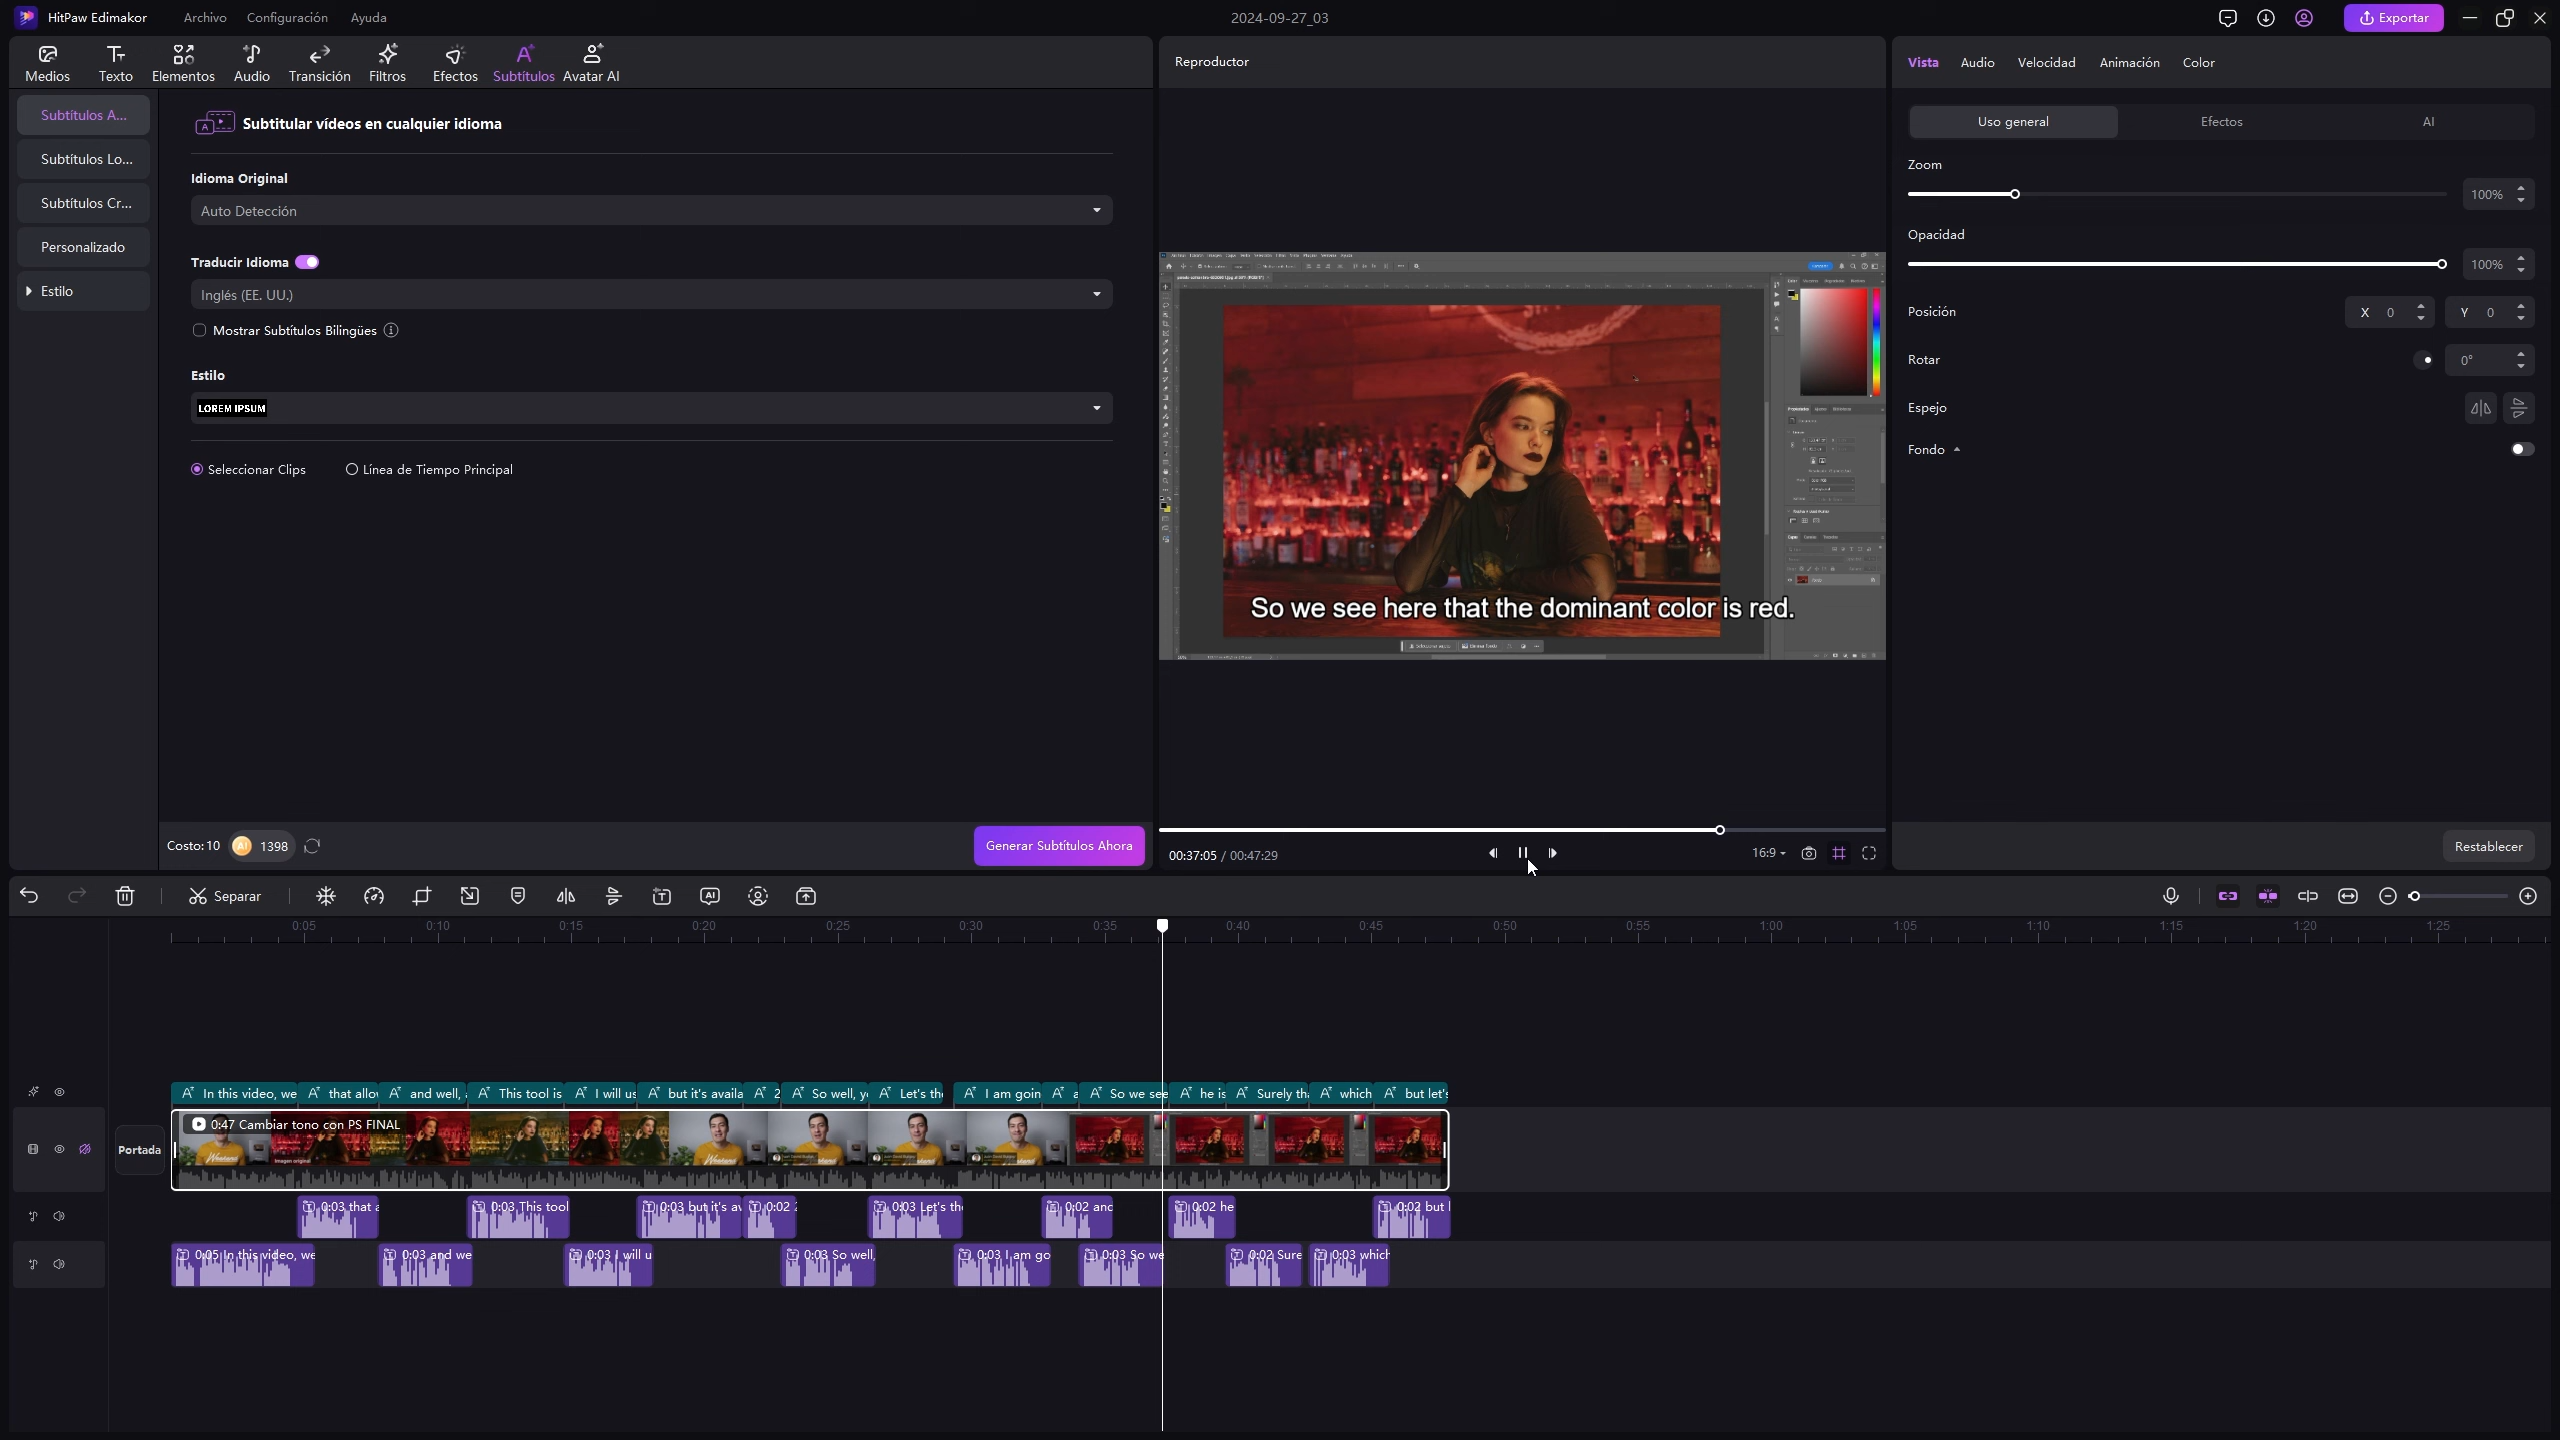 HitPaw Edimakor Archivo Configuración Ayuda 2024-09-27_03 Exportar
Medios Texto Elementos Audio Transición Filtros Efectos Subtítulos Avatar AI
Subtítulos A...
Subtítulos Lo...
Subtítulos Cr...
Personalizado
Estilo
Subtitular vídeos en cualquier idioma
Idioma Original
Auto Detección
Traducir Idioma
Inglés (EE. UU.)
Mostrar Subtítulos Bilingües
Estilo
LOREM IPSUM
Seleccionar Clips Línea de Tiempo Principal
Costo:10 AI 1398 Generar Subtítulos Ahora
Reproductor
So we see here that the dominant color is red.
00:37:05 / 00:47:29 16:9
Vista Audio Velocidad Animación Color
Uso general Efectos AI
Zoom
100%
Opacidad
100%
Posición X 0 Y 0
Rotar 0°
Espejo
Fondo
Restablecer
Separar
0:05 0:10 0:15 0:20 0:25 0:30 0:35 0:40 0:45 0:50 0:55 1:00 1:05 1:10 1:15 1:20 1:25
In this video, we that allo and well, This tool is I will us but it's availa 2 So well, y Let's th I am goin a So we see he is Surely th which but let's
Portada 0:47 Cambiar tono con PS FINAL
0:03 that a 0:03 This tool 0:03 but it's av 0:02 2 0:03 Let's th 0:02 and 0:02 he 0:02 but l
0:05 In this video, we 0:03 and we 0:03 I will u 0:03 So well, 0:03 I am go 0:03 So we 0:02 Sure 0:03 which